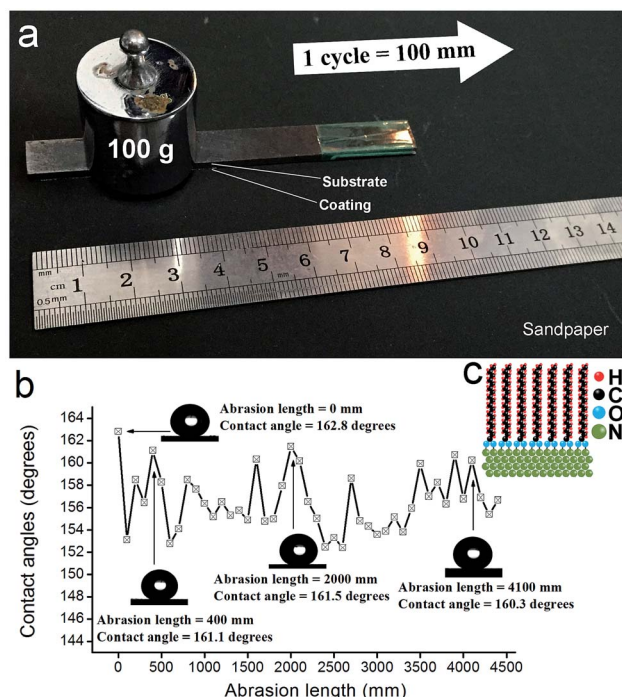 a
1 cycle = 100 mm
100 g
Substrate
Coating
mm
cm 1 2 3 4 5 mm 6 7 8 9 10 11 12 13 14
0.5mm
Sandpaper
b
C
H
C
O
N
Contact angles (degrees)
164
162
160
158
156
154
152
150
148
146
144
Abrasion length = 0 mm
Contact angle = 162.8 degrees
Abrasion length = 2000 mm
Contact angle = 161.5 degrees
Abrasion length = 4100 mm
Contact angle = 160.3 degrees
Abrasion length = 400 mm
Contact angle = 161.1 degrees
0 500 1000 1500 2000 2500 3000 3500 4000 4500
Abrasion length (mm)